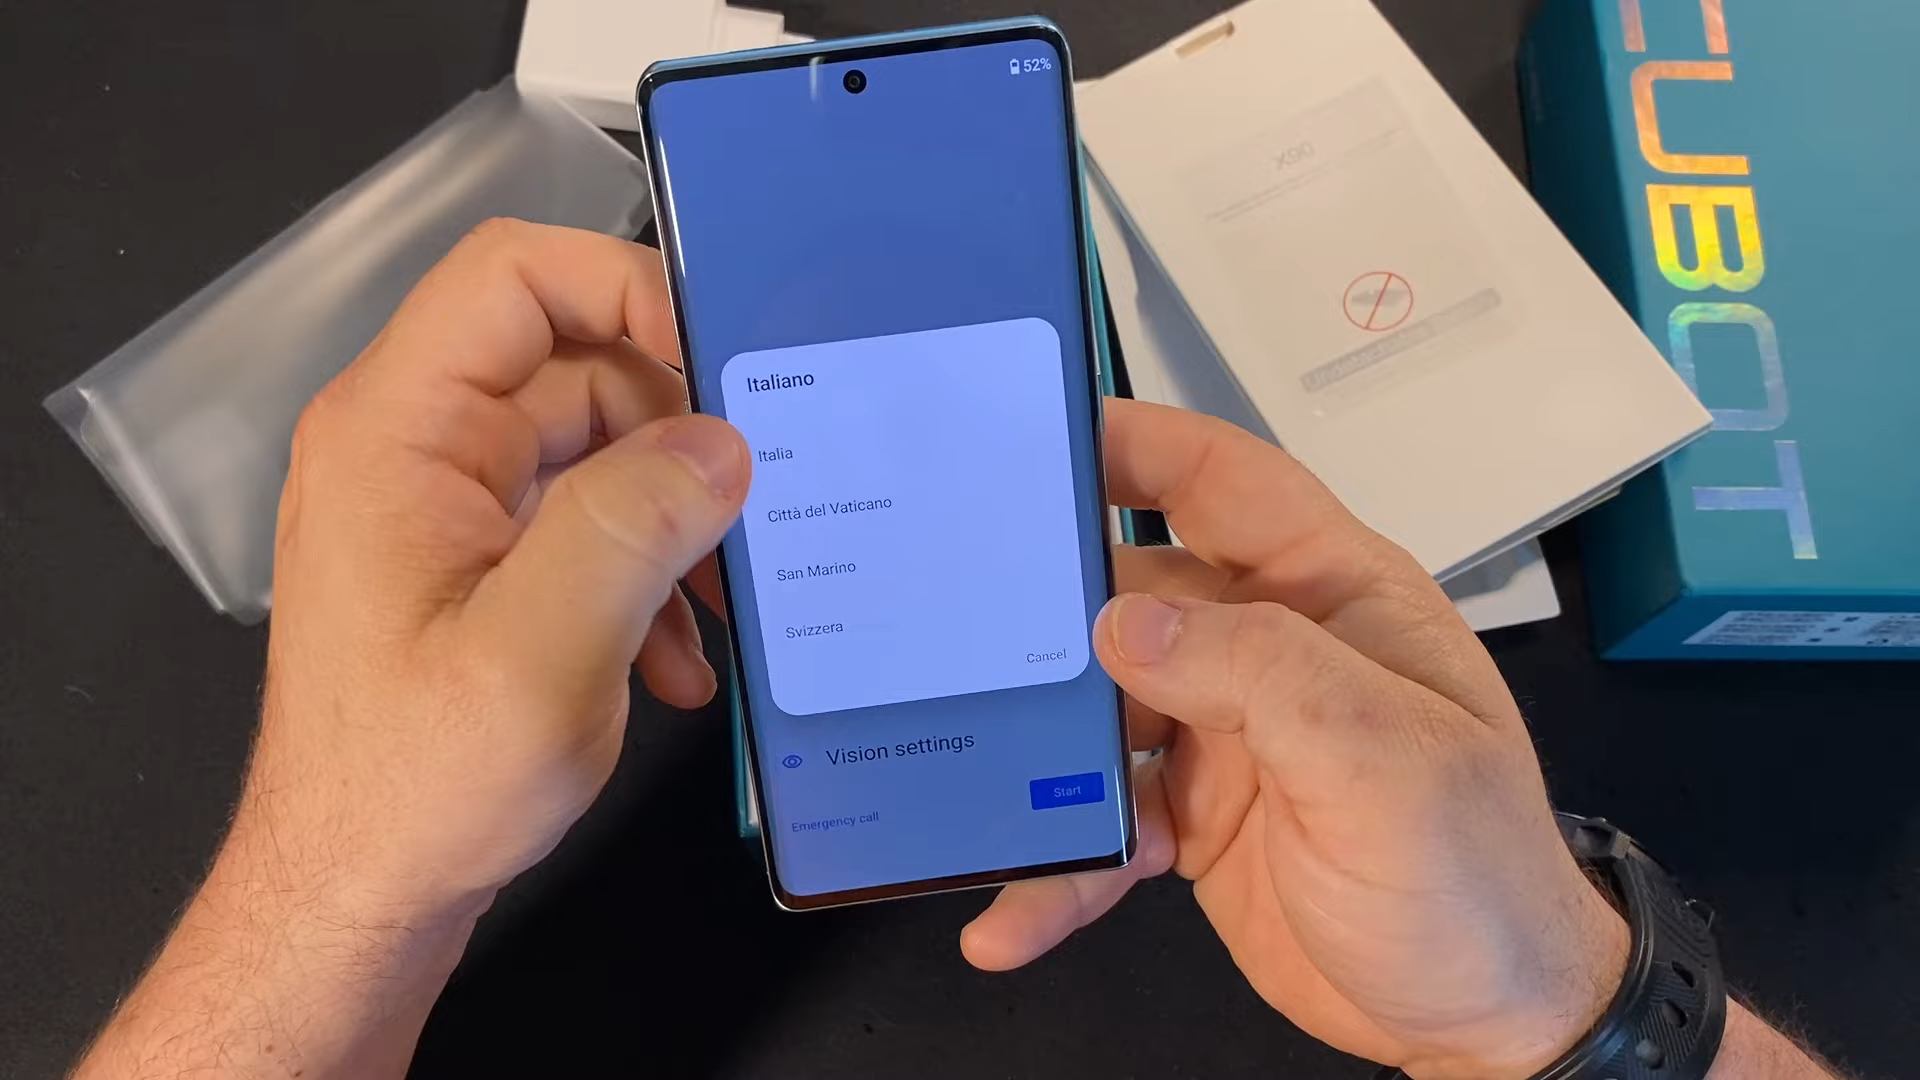 52%
Italiano
Italia
Città del Vaticano
San Marino
Svizzera
Cancel
Vision settings
Start
Emergency call
X90
CUBOT